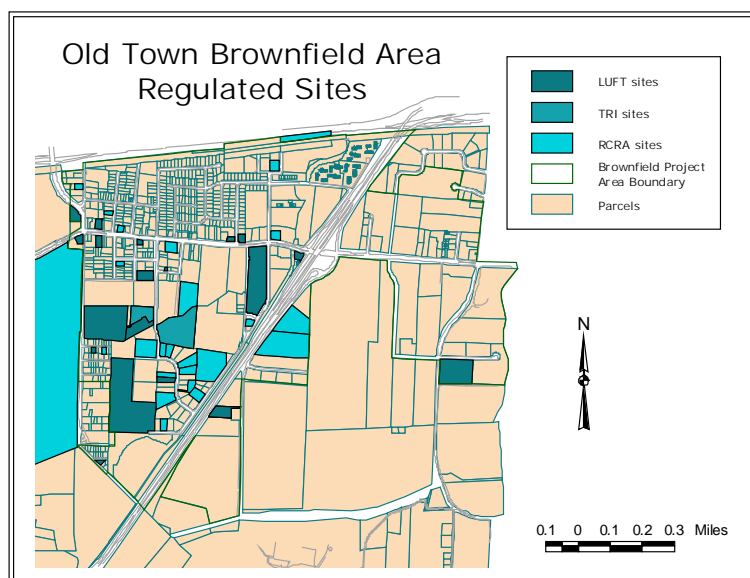 Old Town Brownfield Area
Regulated Sites
LUFT sites
TRI sites
RCRA sites
Brownfield Project
Area Boundary
Parcels
N
0.1 0 0.1 0.2 0.3 Miles